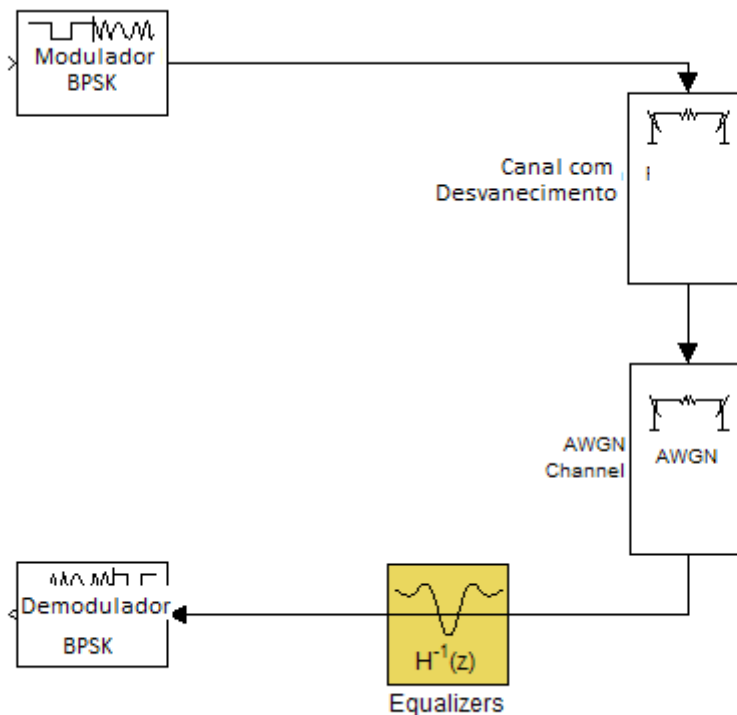 Modulador
BPSK
Canal com
Desvanecimento
AWGN
Channel
AWGN
Demodulador
BPSK
H⁻¹(z)
Equalizers